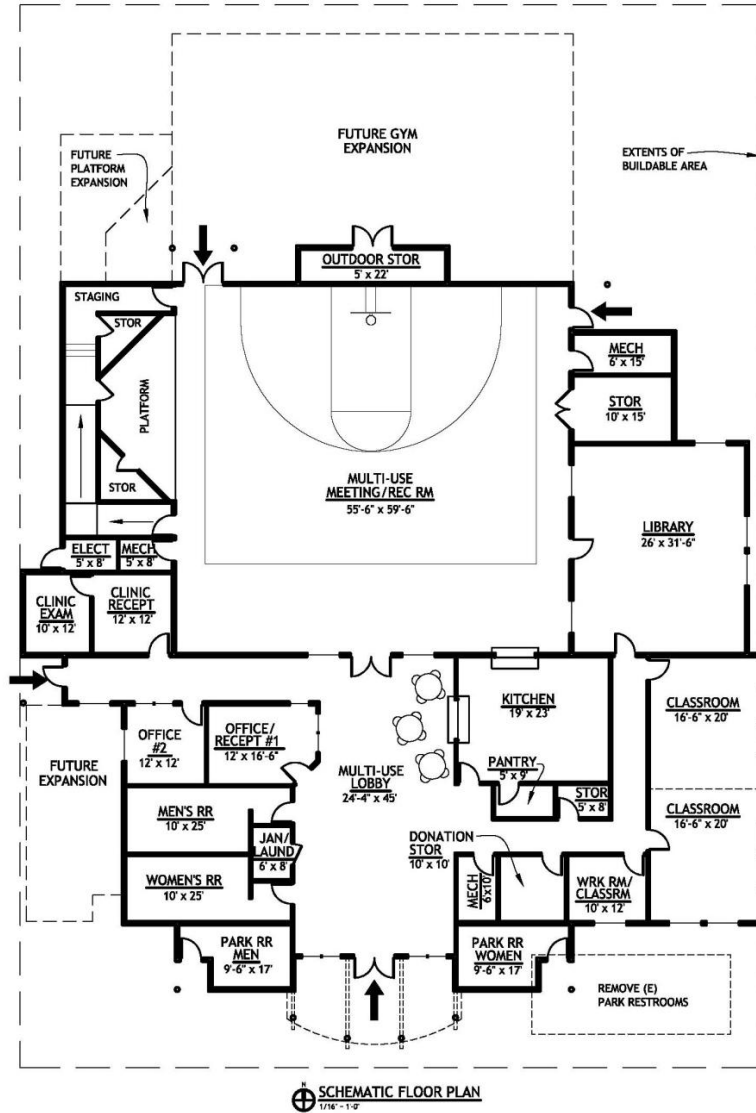 FUTURE GYM
EXPANSION
FUTURE
PLATFORM
EXPANSION
EXTENTS OF
BUILDABLE AREA
OUTDOOR STOR
5' x 22'
STAGING
STOR
PLATFORM
STOR
MECH
6' x 15'
STOR
10' x 15'
MULTI-USE
MEETING/REC RM
55'-6" x 59'-6"
LIBRARY
26' x 31'-6"
ELECT
5' x 8'
MECH
5' x 8'
CLINIC
EXAM
10' x 12'
CLINIC
RECEPT
12' x 12'
KITCHEN
19' x 23'
CLASSROOM
16'-6" x 20'
OFFICE
#2
12' x 12'
OFFICE/
RECEPT #1
12' x 16'-6"
FUTURE
EXPANSION
MULTI-USE
LOBBY
24'-4" x 45'
PANTRY
5' x 9'
STOR
5' x 8'
CLASSROOM
16'-6" x 20'
MEN'S RR
10' x 25'
JAN/
LAUND
6' x 8'
DONATION
STOR
10' x 10'
WOMEN'S RR
10' x 25'
MECH
6'x10'
WRK RM/
CLASSRM
10' x 12'
PARK RR
MEN
9'-6" x 17'
PARK RR
WOMEN
9'-6" x 17'
REMOVE (E)
PARK RESTROOMS
N
SCHEMATIC FLOOR PLAN
1/16" - 1'-0"